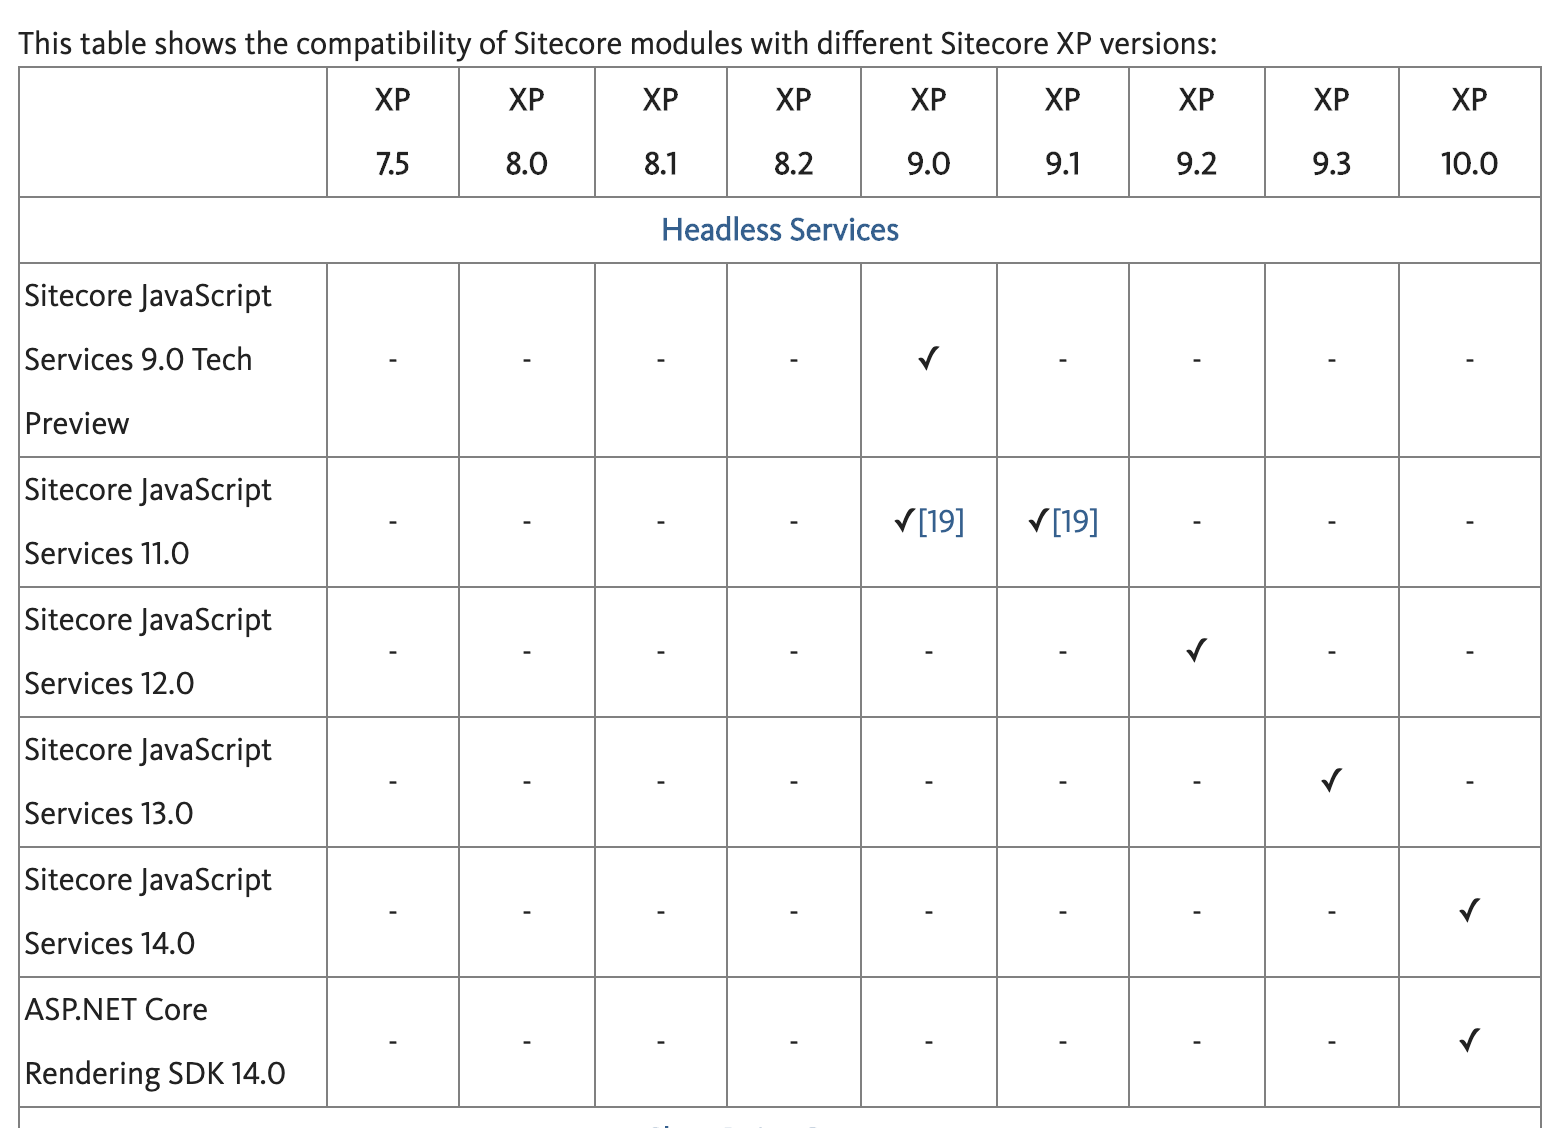 This table shows the compatibility of Sitecore modules with different Sitecore XP versions:
XP 7.5 XP 8.0 XP 8.1 XP 8.2 XP 9.0 XP 9.1 XP 9.2 XP 9.3 XP 10.0
Headless Services
Sitecore JavaScript
Services 9.0 Tech
Preview
- - - - ✓ - - - -
Sitecore JavaScript
Services 11.0
- - - - ✓[19] ✓[19] - - -
Sitecore JavaScript
Services 12.0
- - - - - - ✓ - -
Sitecore JavaScript
Services 13.0
- - - - - - - ✓ -
Sitecore JavaScript
Services 14.0
- - - - - - - - ✓
ASP.NET Core
Rendering SDK 14.0
- - - - - - - - ✓